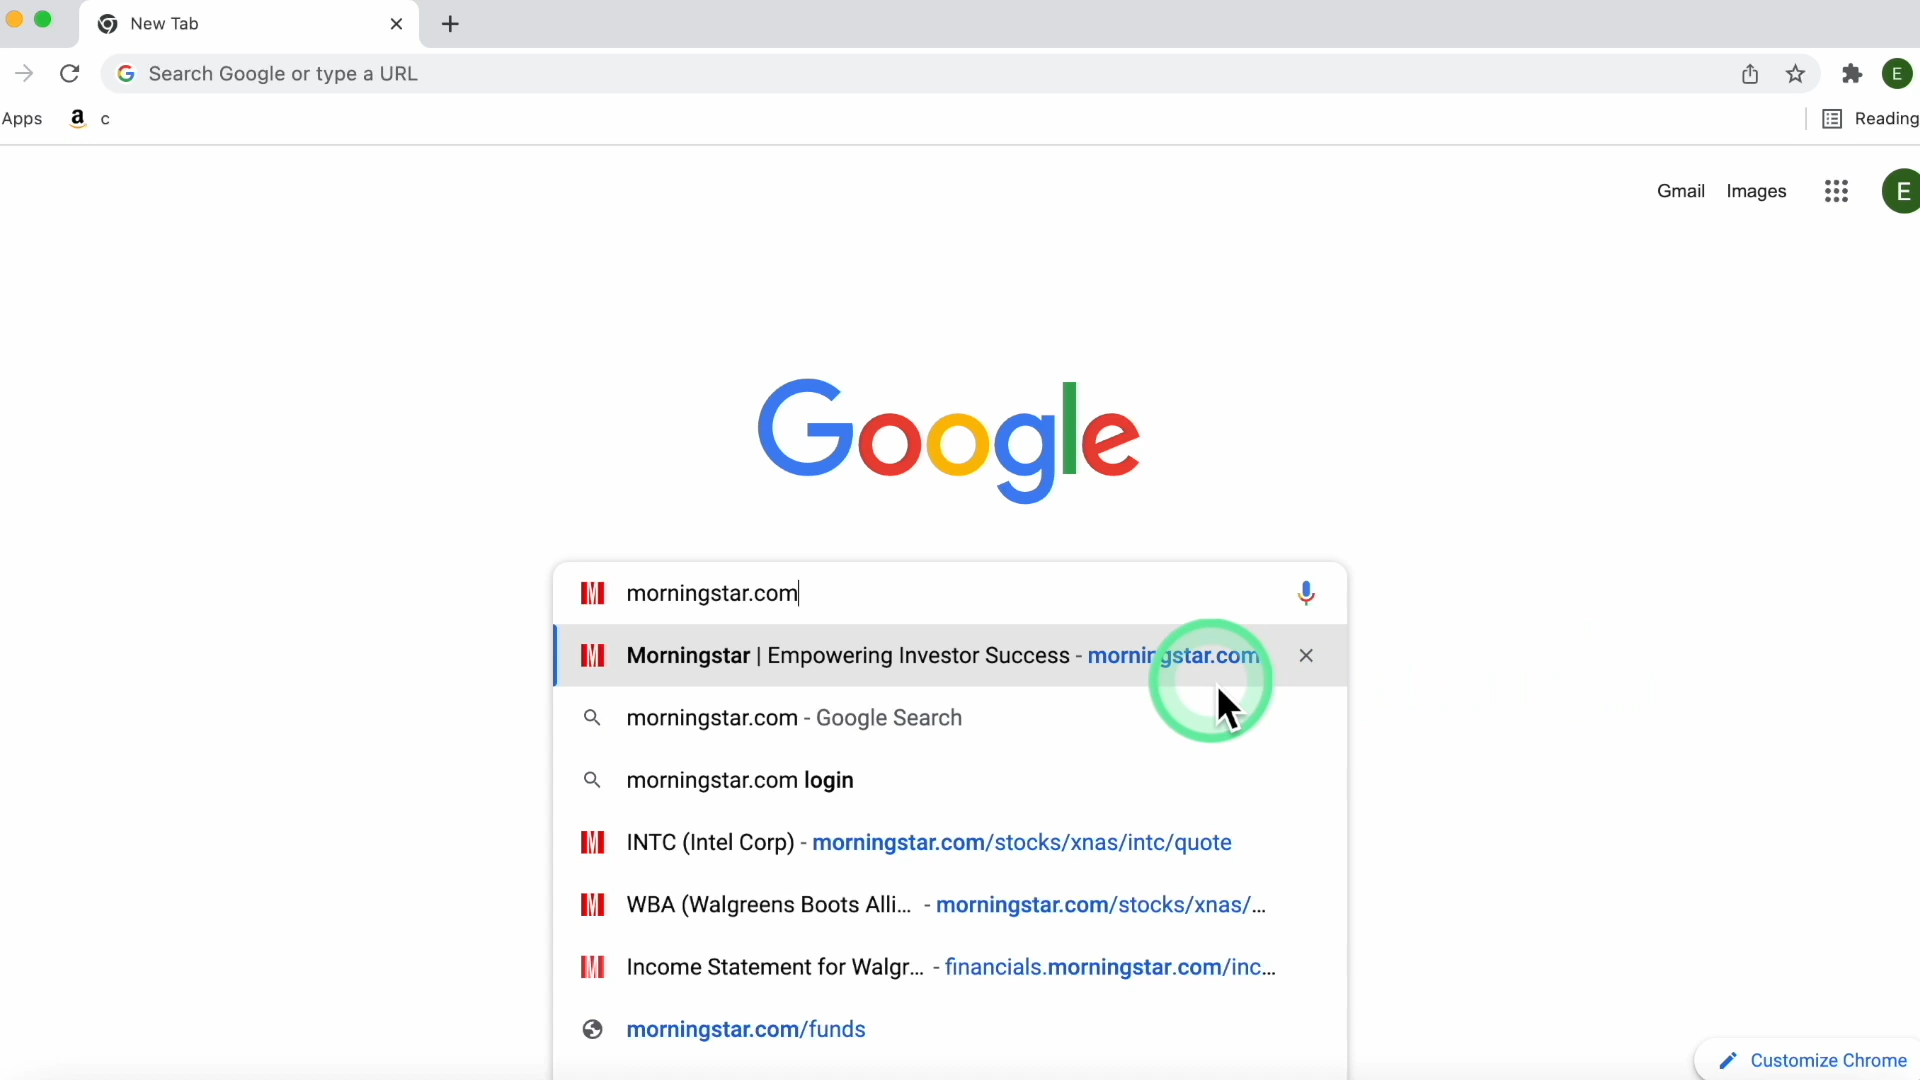 New Tab
Search Google or type a URL
E
Apps a c
Reading
Gmail Images E
Google
morningstar.com
Morningstar | Empowering Investor Success - morningstar.com
morningstar.com - Google Search
morningstar.com login
INTC (Intel Corp) - morningstar.com/stocks/xnas/intc/quote
WBA (Walgreens Boots Alli... - morningstar.com/stocks/xnas/...
Income Statement for Walgr... - financials.morningstar.com/inc...
morningstar.com/funds
Customize Chrome